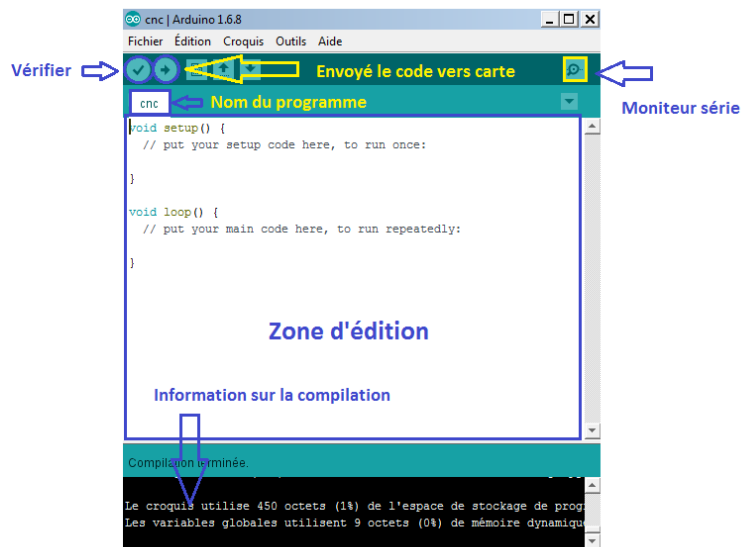 cnc | Arduino 1.6.8
Fichier Édition Croquis Outils Aide
Vérifier
Envoyé le code vers carte
Moniteur série
cnc
Nom du programme
void setup() {
// put your setup code here, to run once:
}
void loop() {
// put your main code here, to run repeatedly:
}
Zone d'édition
Information sur la compilation
Compilation terminée.
Le croquis utilise 450 octets (1%) de l'espace de stockage de prog
Les variables globales utilisent 9 octets (0%) de mémoire dynamiqu